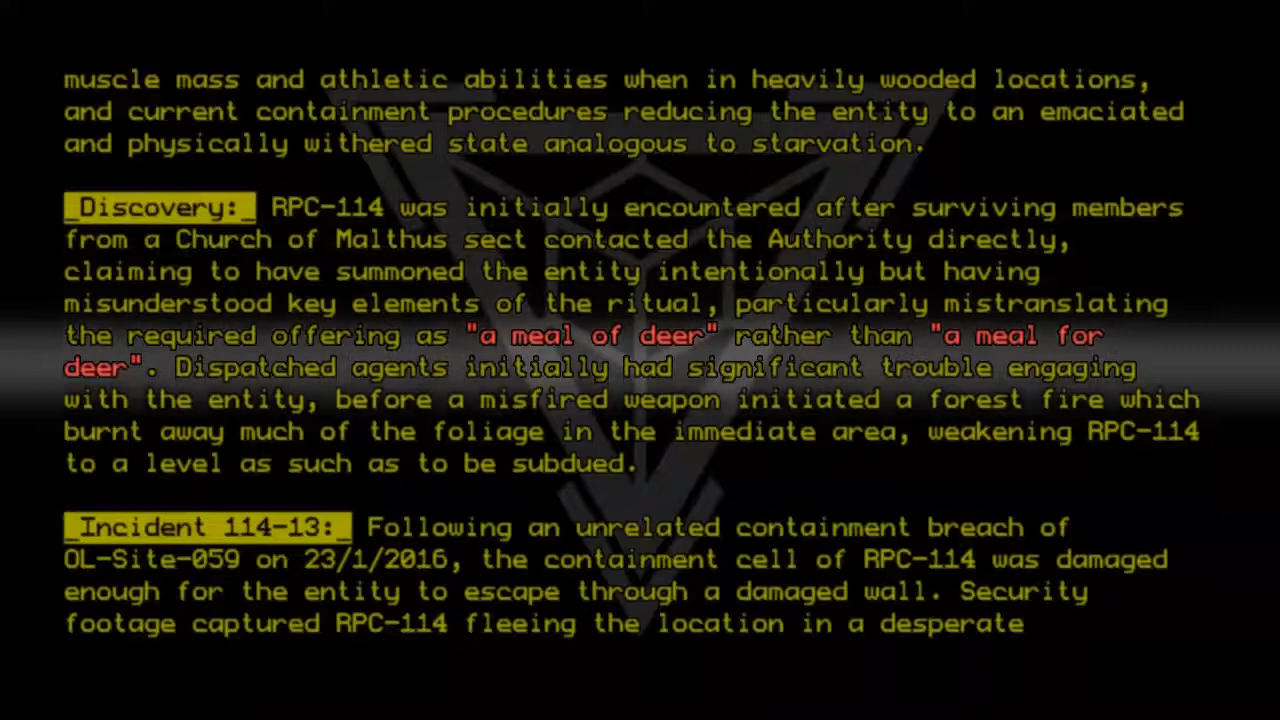 muscle mass and athletic abilities when in heavily wooded locations,
and current containment procedures reducing the entity to an emaciated
and physically withered state analogous to starvation.
_Discovery:_ RPC-114 was initially encountered after surviving members
from a Church of Malthus sect contacted the Authority directly,
claiming to have summoned the entity intentionally but having
misunderstood key elements of the ritual, particularly mistranslating
the required offering as "a meal of deer" rather than "a meal for
deer". Dispatched agents initially had significant trouble engaging
with the entity, before a misfired weapon initiated a forest fire which
burnt away much of the foliage in the immediate area, weakening RPC-114
to a level as such as to be subdued.
_Incident 114-13:_ Following an unrelated containment breach of
OL-Site-059 on 23/1/2016, the containment cell of RPC-114 was damaged
enough for the entity to escape through a damaged wall. Security
footage captured RPC-114 fleeing the location in a desperate